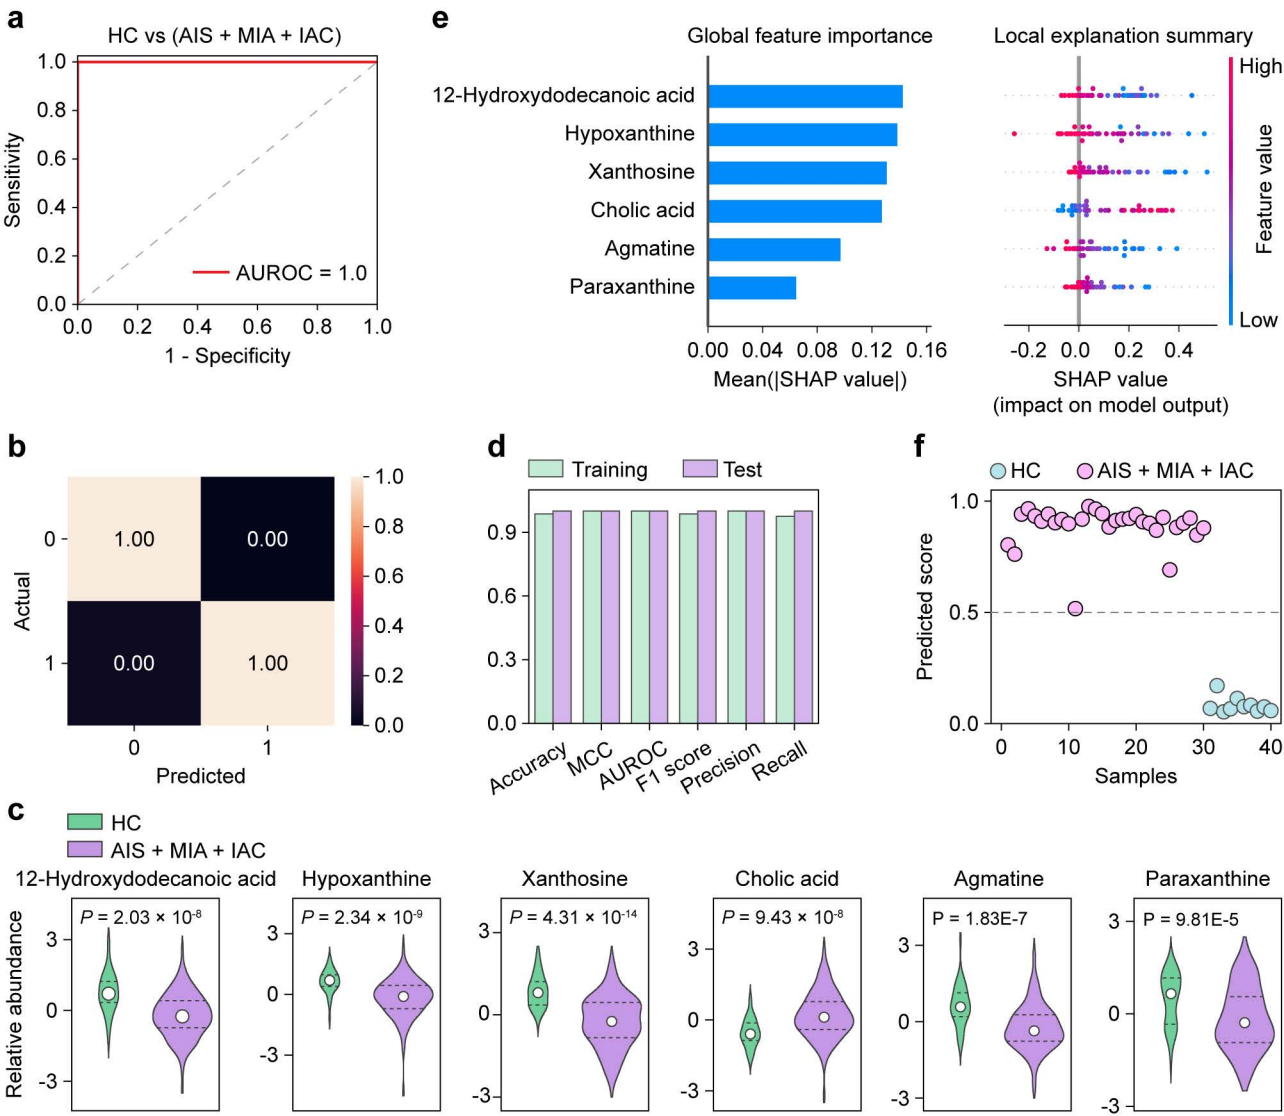 a
HC vs (AIS + MIA + IAC)
1.0
0.8
0.6
0.4
0.2
0.0
Sensitivity
AUROC = 1.0
0.0 0.2 0.4 0.6 0.8 1.0
1 - Specificity
e
Global feature importance
12-Hydroxydodecanoic acid
Hypoxanthine
Xanthosine
Cholic acid
Agmatine
Paraxanthine
0.00 0.04 0.08 0.12 0.16
Mean(|SHAP value|)
Local explanation summary
High
Feature value
Low
-0.2 0.0 0.2 0.4
SHAP value
(impact on model output)
b
Actual
0
1
1.00 0.00
0.00 1.00
0 1
Predicted
1.0
0.8
0.6
0.4
0.2
0.0
d
Training Test
0.9
0.6
0.3
0.0
Accuracy
MCC
AUROC
F1 score
Precision
Recall
f
HC AIS + MIA + IAC
1.0
0.5
0.0
Predicted score
0 10 20 30 40
Samples
c
HC
AIS + MIA + IAC
Relative abundance
12-Hydroxydodecanoic acid
P = 2.03 × 10-8
3
0
-3
Hypoxanthine
P = 2.34 × 10-9
3
0
-3
Xanthosine
P = 4.31 × 10-14
3
0
-3
Cholic acid
P = 9.43 × 10-8
3
0
-3
Agmatine
P = 1.83E-7
3
0
-3
Paraxanthine
P = 9.81E-5
3
0
-3